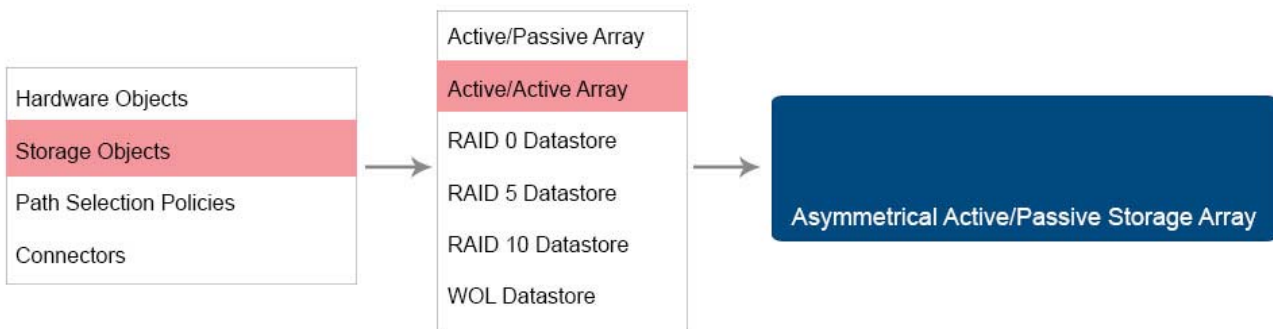 Hardware Objects
Storage Objects
Path Selection Policies
Connectors
Active/Passive Array
Active/Active Array
RAID 0 Datastore
RAID 5 Datastore
RAID 10 Datastore
WOL Datastore
Asymmetrical Active/Passive Storage Array